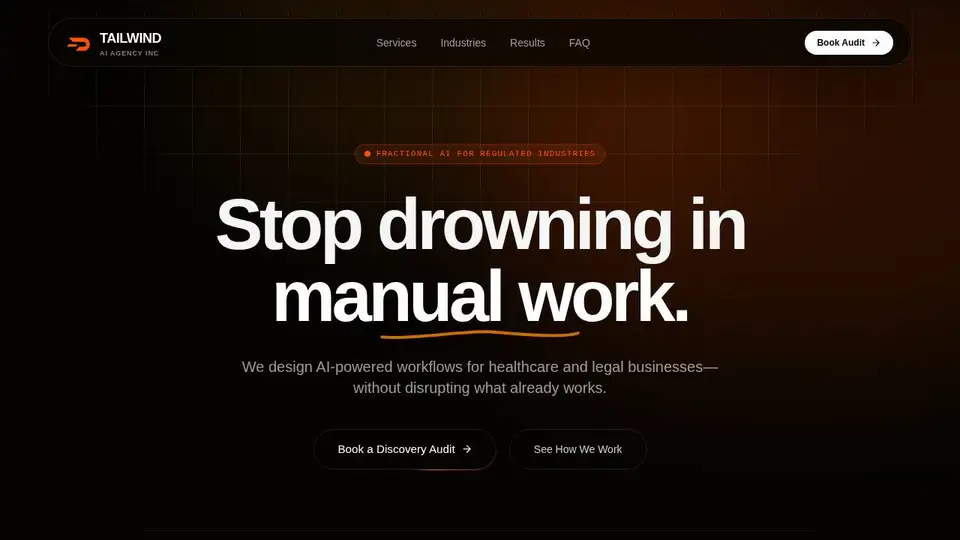 TAILWIND
AI AGENCY INC
Services
Industries
Results
FAQ
Book Audit
FRACTIONAL AI FOR REGULATED INDUSTRIES
Stop drowning in
manual work.
We design AI-powered workflows for healthcare and legal businesses—
without disrupting what already works.
Book a Discovery Audit
See How We Work